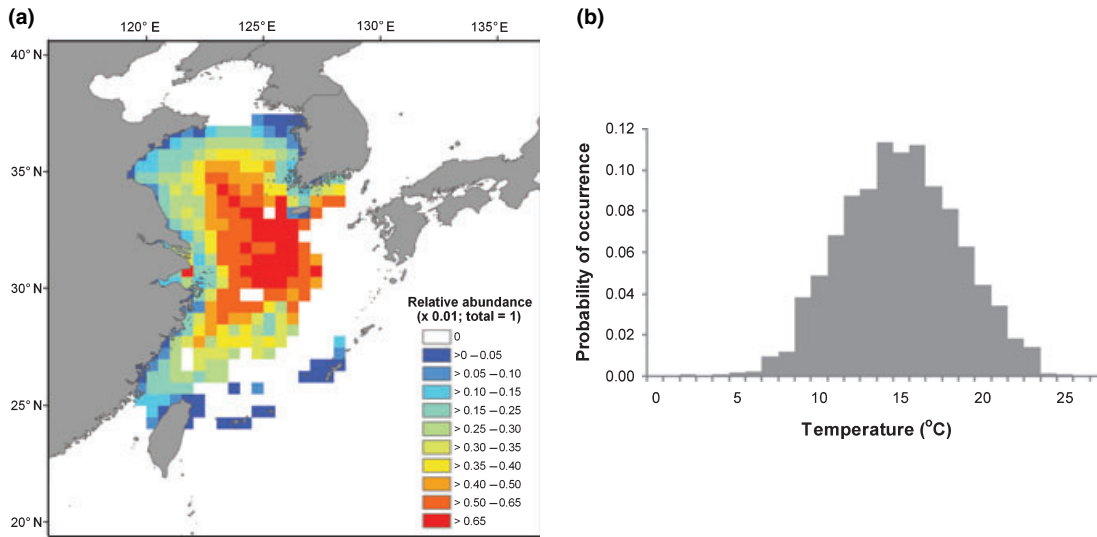 (a)
120° E 125° E 130° E 135° E
40° N
35° N
30° N
25° N
20° N
Relative abundance
(x 0.01; total = 1)
0
>0 –0.05
> 0.05 –0.10
> 0.10 –0.15
> 0.15 –0.25
> 0.25 –0.30
> 0.30 –0.35
> 0.35 –0.40
> 0.40 –0.50
> 0.50 –0.65
> 0.65
(b)
Probability of occurrence
0.12
0.10
0.08
0.06
0.04
0.02
0.00
0 5 10 15 20 25
Temperature (°C)